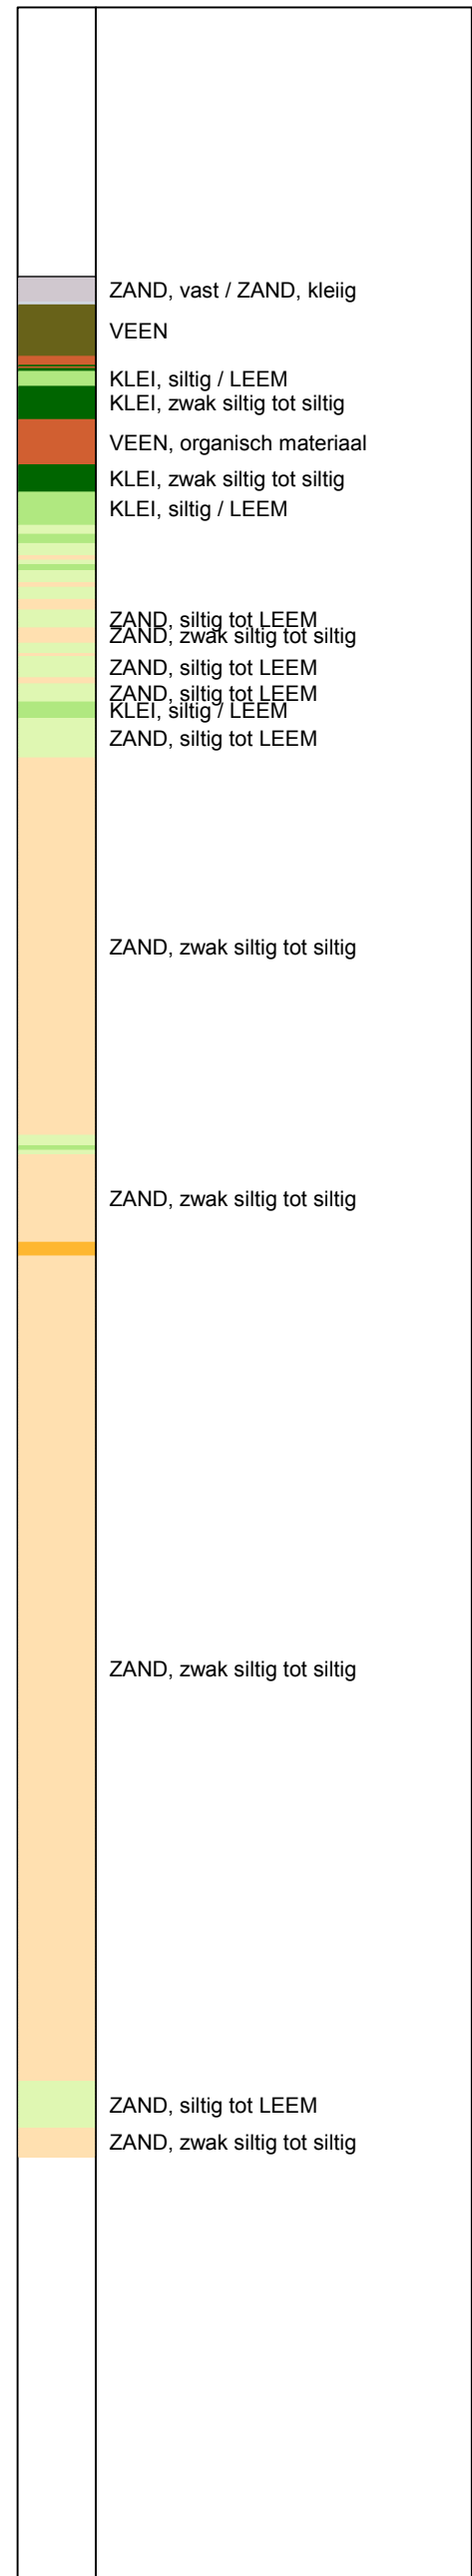 ZAND, vast / ZAND, kleiig
VEEN
KLEI, siltig / LEEM
KLEI, zwak siltig tot siltig
VEEN, organisch materiaal
KLEI, zwak siltig tot siltig
KLEI, siltig / LEEM
ZAND, siltig tot LEEM
ZAND, zwak siltig tot siltig
ZAND, siltig tot LEEM
ZAND, siltig tot LEEM
KLEI, siltig / LEEM
ZAND, siltig tot LEEM
ZAND, zwak siltig tot siltig
ZAND, zwak siltig tot siltig
ZAND, zwak siltig tot siltig
ZAND, siltig tot LEEM
ZAND, zwak siltig tot siltig